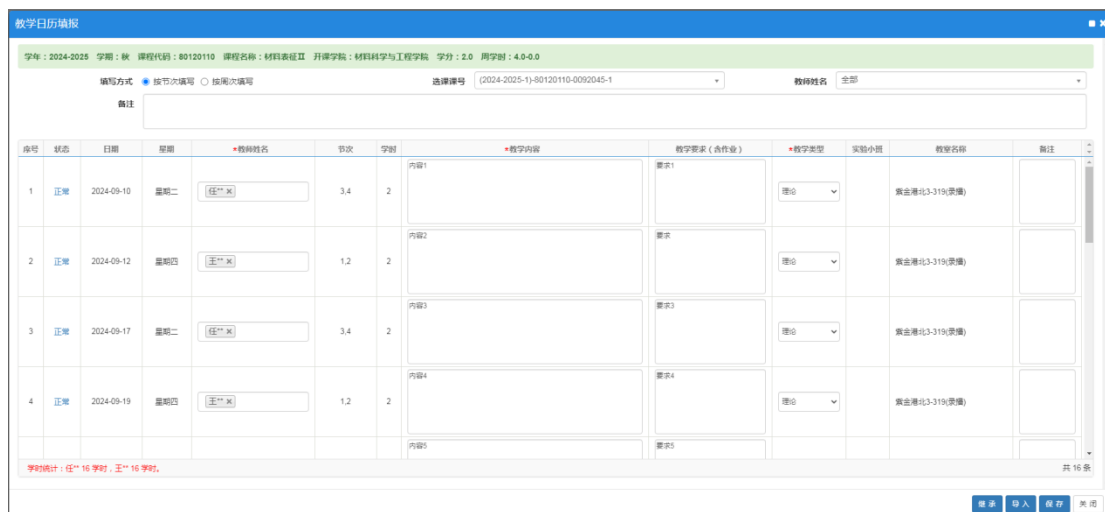 教学日历填报
学年：2024-2025 学期：秋 课程代码：80120110 课程名称：材料表征Ⅱ 开课学院：材料科学与工程学院 学分：2.0 周学时：4.0-0.0
填写方式 按节次填写 按周次填写 选课课号 (2024-2025-1)-80120110-0092045-1 教师姓名 全部
备注
序号 状态 日期 星期 *教师姓名 节次 学时 *教学内容 教学要求（含作业） *教学类型 实验小班 教室名称 备注
内容1 要求1
1 正常 2024-09-10 星期二 任** × 3,4 2 理论 紫金港北3-319(录播)
内容2 要求
2 正常 2024-09-12 星期四 王** × 1,2 2 理论 紫金港北3-319(录播)
内容3 要求3
3 正常 2024-09-17 星期二 任** × 3,4 2 理论 紫金港北3-319(录播)
内容4 要求4
4 正常 2024-09-19 星期四 王** × 1,2 2 理论 紫金港北3-319(录播)
内容5 要求5
学时统计：任** 16 学时，王** 16 学时。 共 16 条
继承 导入 保存 关闭